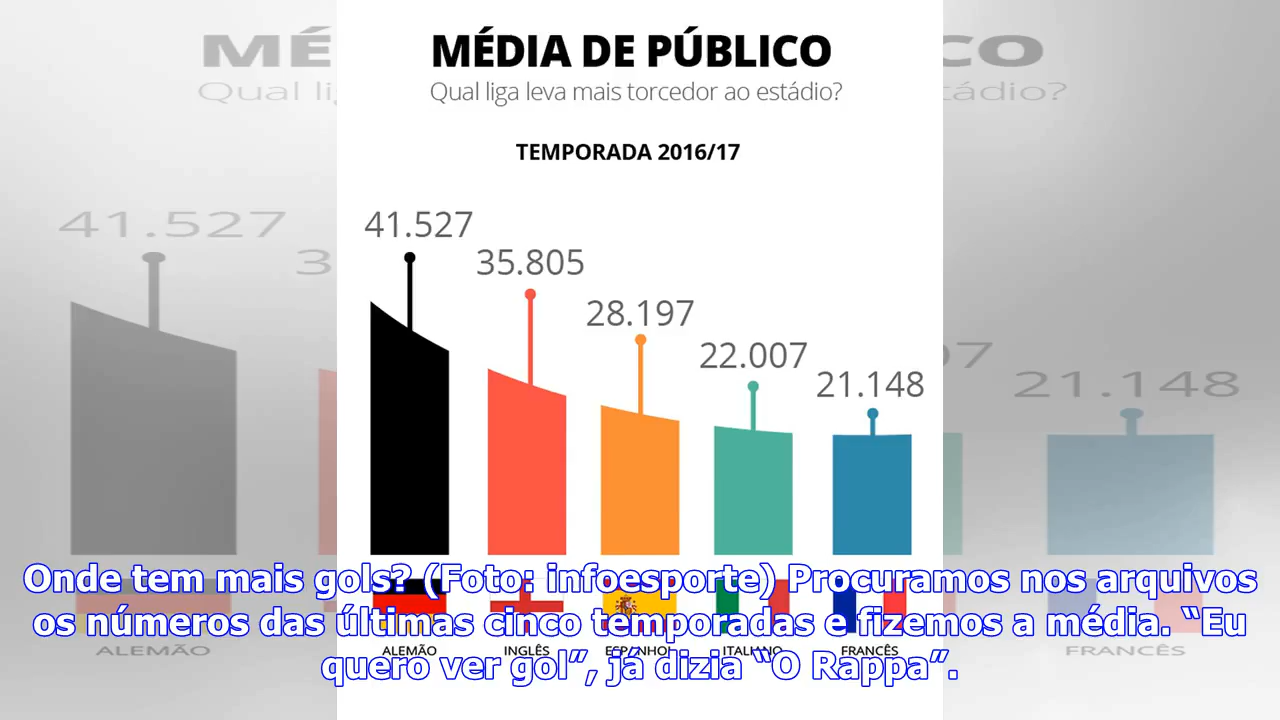 MÉDIA DE PÚBLICO
Qual liga leva mais torcedor ao estádio?
TEMPORADA 2016/17
41.527
35.805
28.197
22.007
21.148
Onde tem mais gols? (Foto: infoesporte) Procuramos nos arquivos
os números das últimas cinco temporadas e fizemos a média. “Eu
quero ver gol”, já dizia “O Rappa”.
ALEMÃO
INGLÊS
ESPANHOL
ITALIANO
FRANCÊS